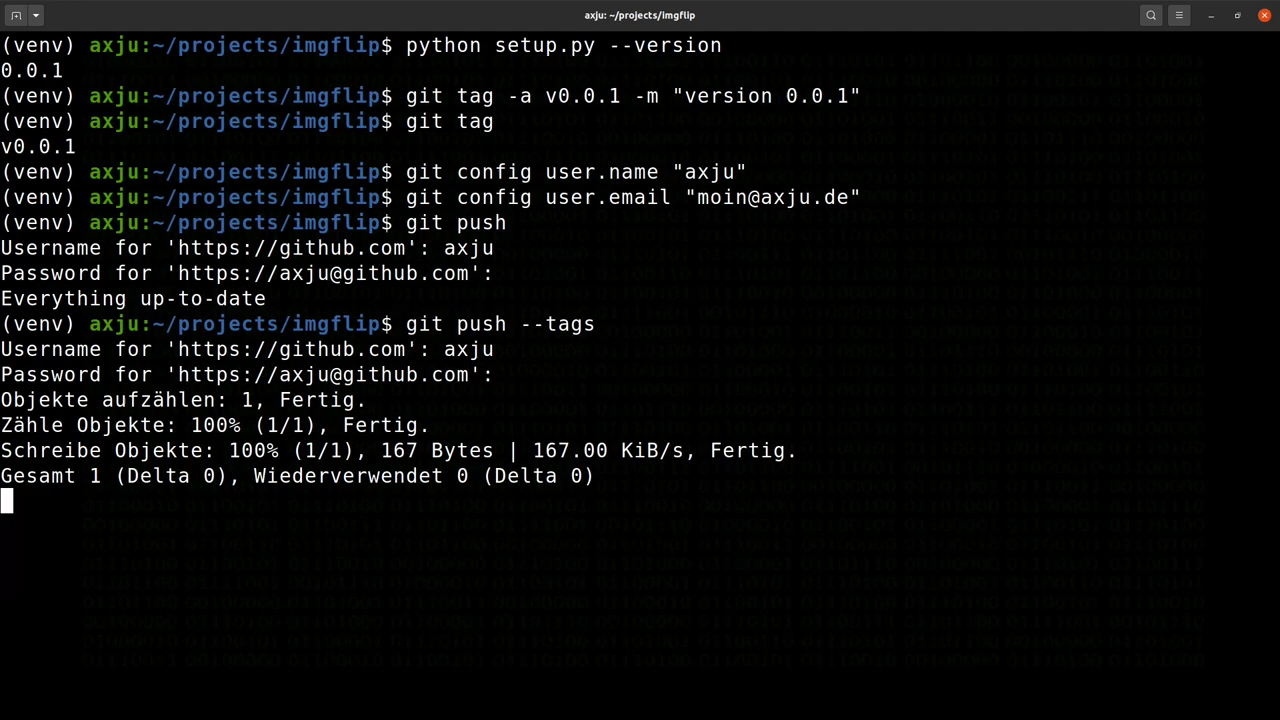 axju: ~/projects/imgflip
(venv) axju:~/projects/imgflip$ python setup.py --version
0.0.1
(venv) axju:~/projects/imgflip$ git tag -a v0.0.1 -m "version 0.0.1"
(venv) axju:~/projects/imgflip$ git tag
v0.0.1
(venv) axju:~/projects/imgflip$ git config user.name "axju"
(venv) axju:~/projects/imgflip$ git config user.email "moin@axju.de"
(venv) axju:~/projects/imgflip$ git push
Username for 'https://github.com': axju
Password for 'https://axju@github.com':
Everything up-to-date
(venv) axju:~/projects/imgflip$ git push --tags
Username for 'https://github.com': axju
Password for 'https://axju@github.com':
Objekte aufzählen: 1, Fertig.
Zähle Objekte: 100% (1/1), Fertig.
Schreibe Objekte: 100% (1/1), 167 Bytes | 167.00 KiB/s, Fertig.
Gesamt 1 (Delta 0), Wiederverwendet 0 (Delta 0)